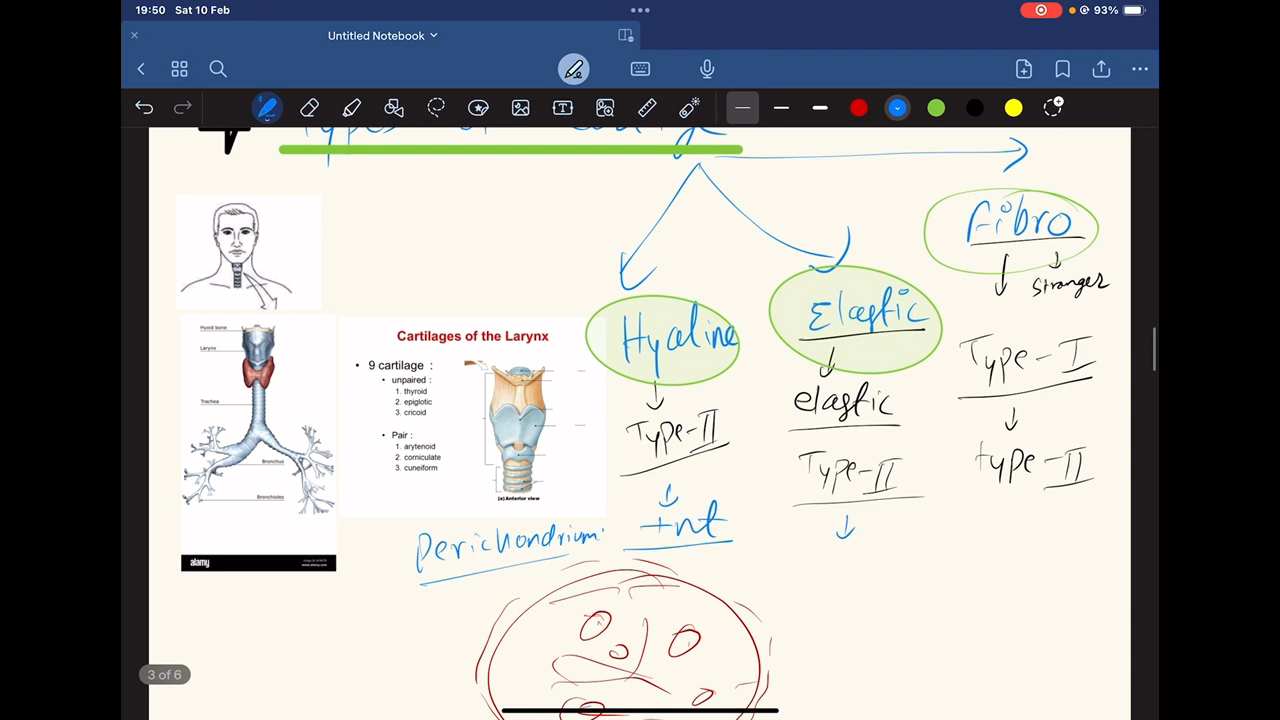 19:50 Sat 10 Feb
93%
Untitled Notebook
Types of
Fibro
Stronger
Type-I
type-II
Elastic
elastic
Type-II
Hyaline
Type-II
+nt
Perichondrium
Hyoid bone
Larynx
Trachea
Bronchus
Bronchioles
alamy
Cartilages of the Larynx
• 9 cartilage :
• unpaired :
1. thyroid
2. epiglotic
3. cricoid
• Pair :
1. arytenoid
2. corniculate
3. cuneiform
(a) Anterior view
3 of 6